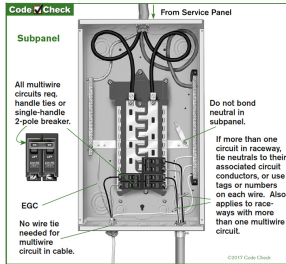 Code Check
From Service Panel
Subpanel
All multiwire
circuits req.
handle ties or
single-handle
2-pole breaker.
OFF
OFF
Do not bond
neutral in
subpanel.
If more than one
circuit in raceway,
tie neutrals to their
associated circuit
conductors, or use
tags or numbers
on each wire. Also
applies to race-
ways with more
than one multiwire
circuit.
EGC
No wire tie
needed for
multiwire
circuit in cable.
©2017 Code Check